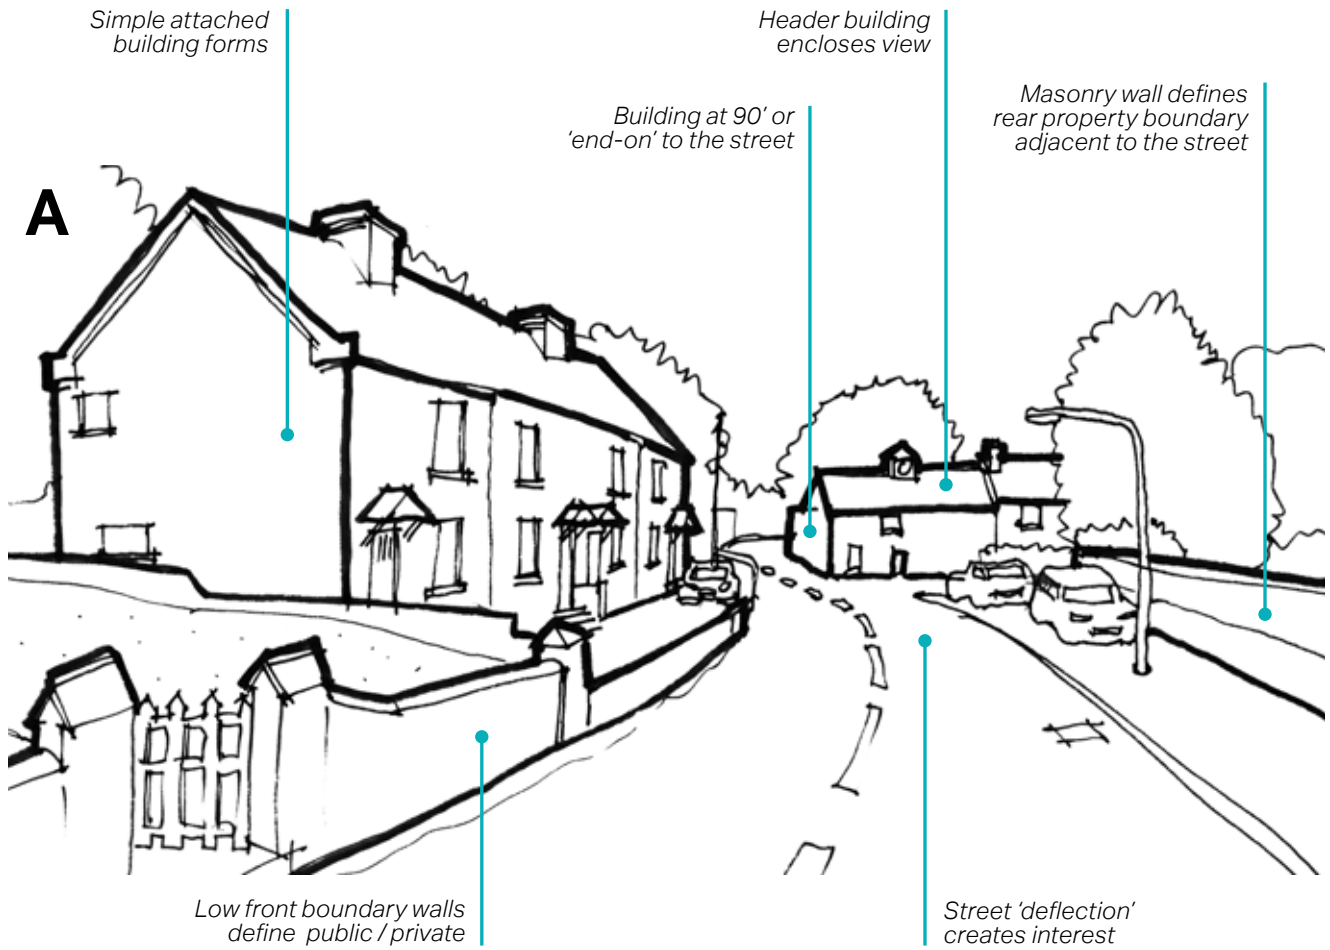 Simple attached
building forms
Header building
encloses view
Building at 90’ or
‘end-on’ to the street
Masonry wall defines
rear property boundary
adjacent to the street
A
Low front boundary walls
define public / private
Street ‘deflection’
creates interest